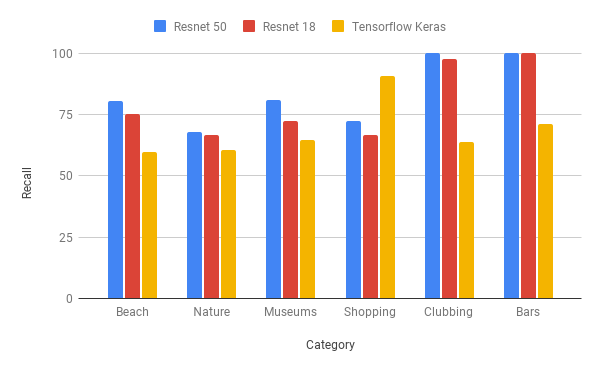 Resnet 50 Resnet 18 Tensorflow Keras
100
75
50
25
0
Recall
Beach Nature Museums Shopping Clubbing Bars
Category